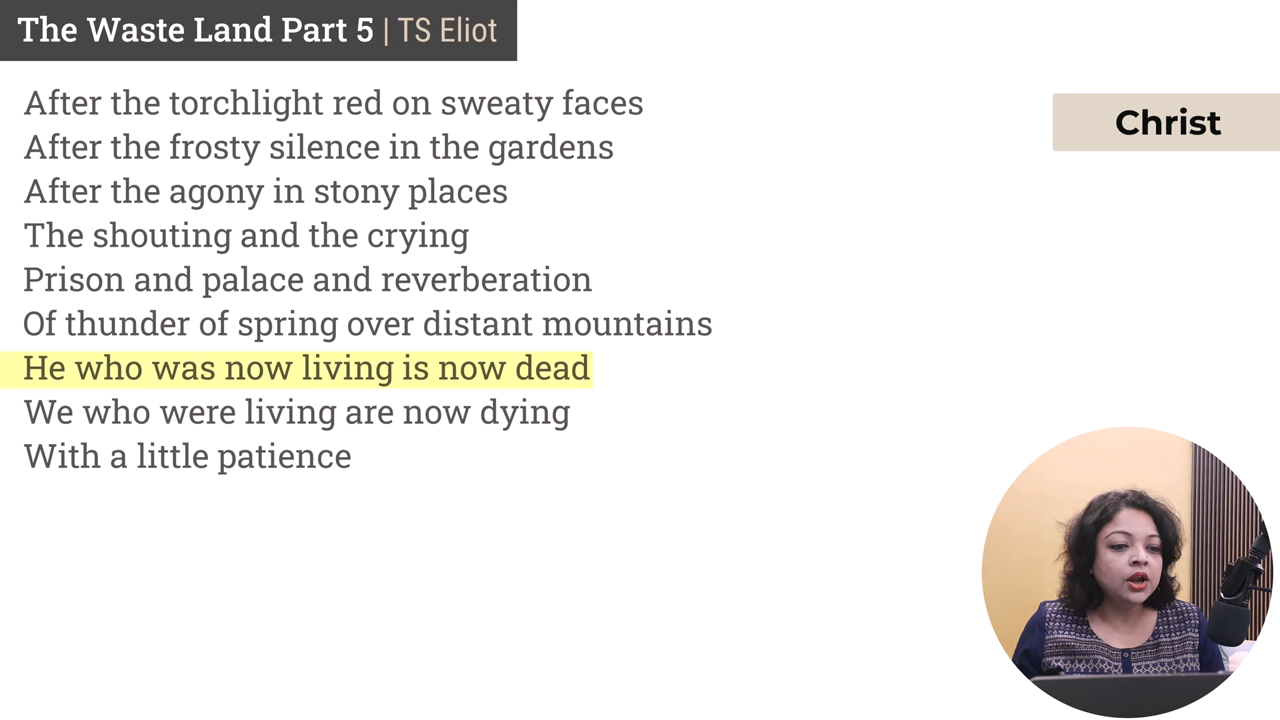 The Waste Land Part 5 | TS Eliot
Christ
After the torchlight red on sweaty faces
After the frosty silence in the gardens
After the agony in stony places
The shouting and the crying
Prison and palace and reverberation
Of thunder of spring over distant mountains
He who was now living is now dead
We who were living are now dying
With a little patience